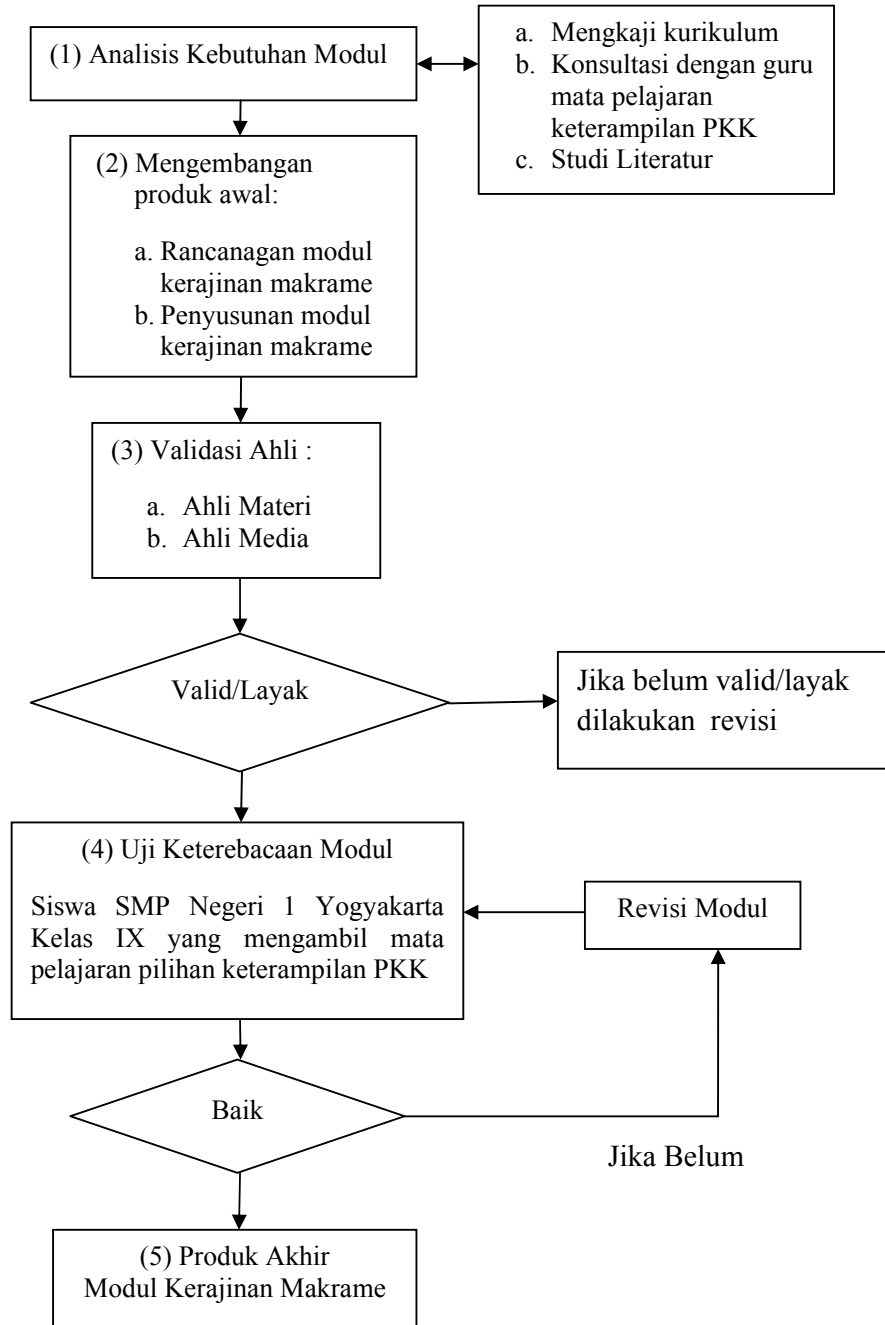 (1) Analisis Kebutuhan Modul
a. Mengkaji kurikulum
b. Konsultasi dengan guru
mata pelajaran
keterampilan PKK
c. Studi Literatur
(2) Mengembangan
produk awal:
a. Rancanagan modul
kerajinan makrame
b. Penyusunan modul
kerajinan makrame
(3) Validasi Ahli :
a. Ahli Materi
b. Ahli Media
Valid/Layak
Jika belum valid/layak
dilakukan revisi
(4) Uji Keterebacaan Modul
Siswa SMP Negeri 1 Yogyakarta
Kelas IX yang mengambil mata
pelajaran pilihan keterampilan PKK
Revisi Modul
Baik
Jika Belum
(5) Produk Akhir
Modul Kerajinan Makrame